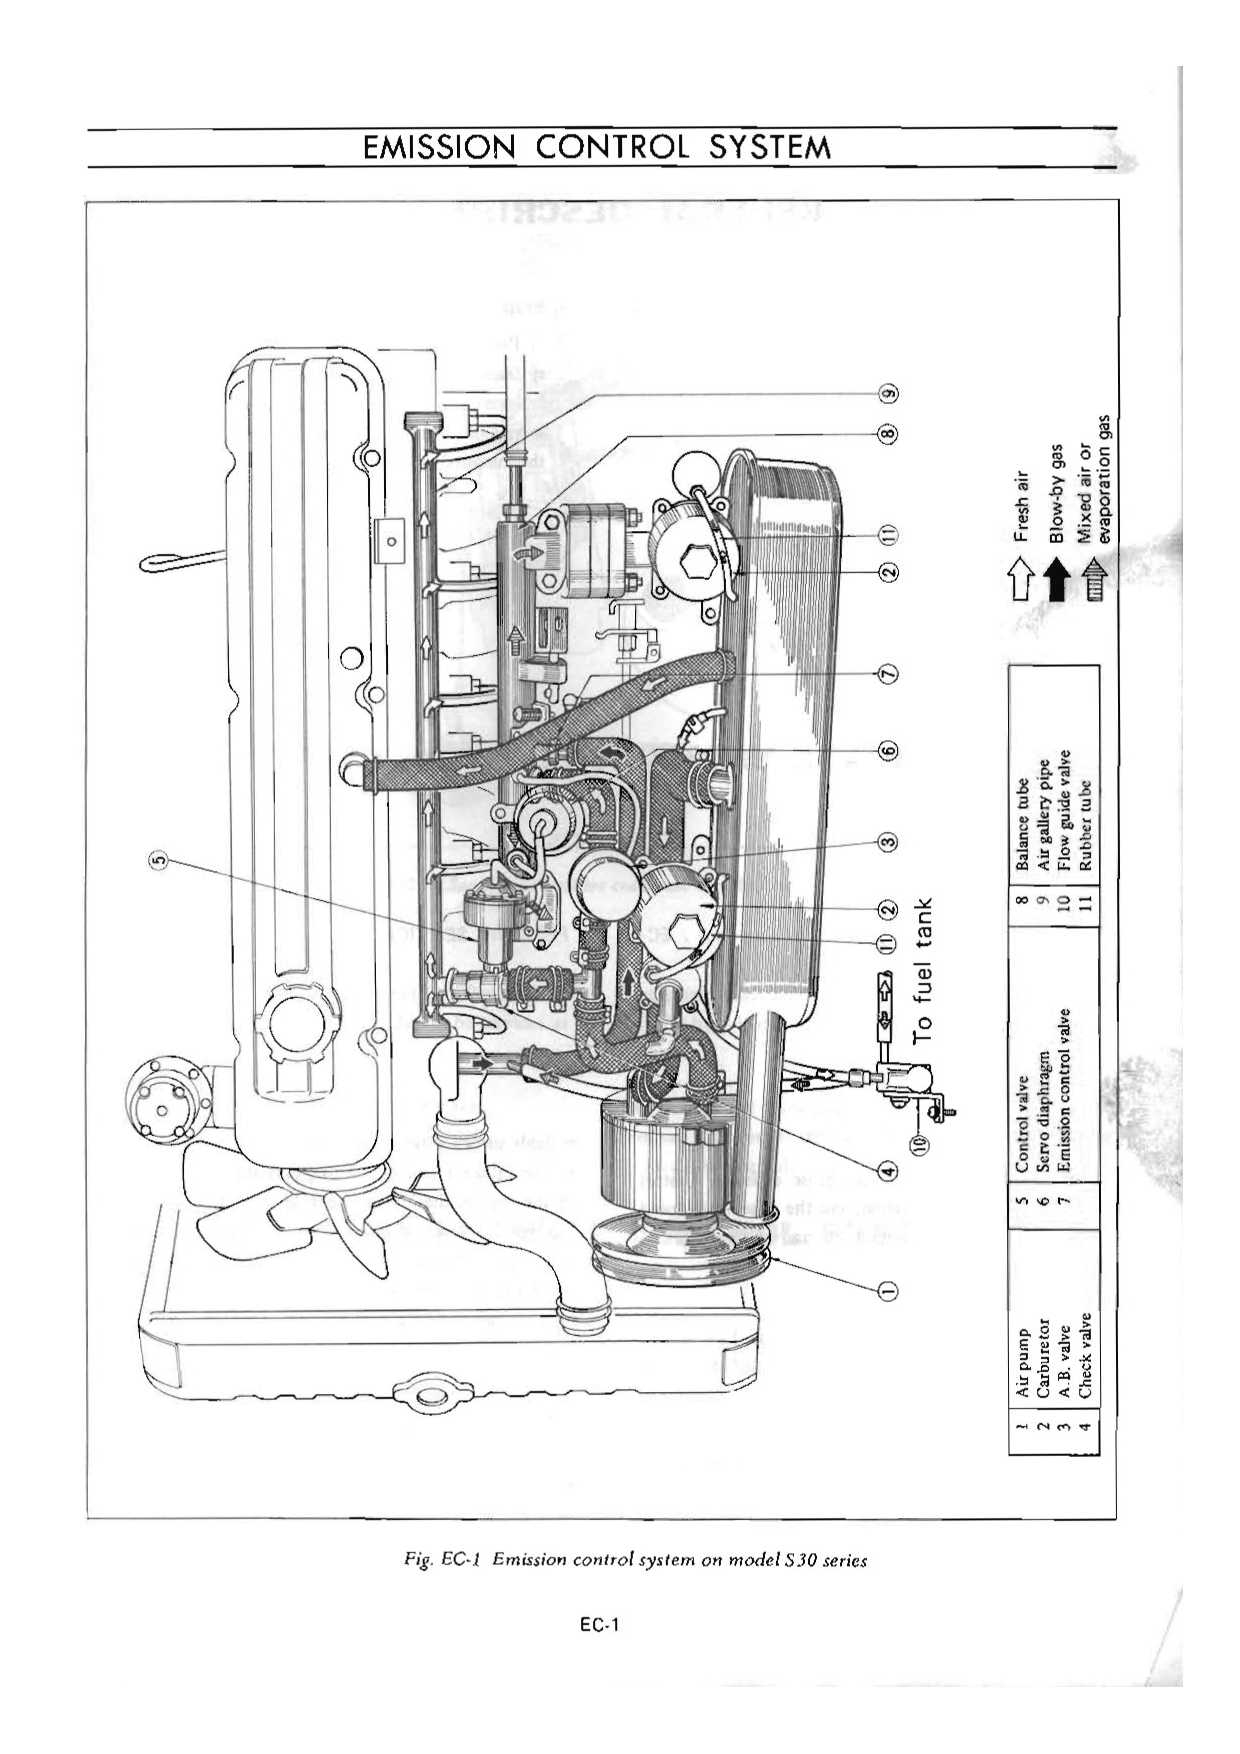 EMISSION CONTROL SYSTEM
9
8
11
2
7
6
5
3
2
11
To fuel tank
10
4
1
Fresh air
Blow-by gas
Mixed air or
evaporation gas
1 Air pump
2 Carburetor
3 A.B. valve
4 Check valve
5 Control valve
6 Servo diaphragm
7 Emission control valve
8 Balance tube
9 Air gallery pipe
10 Flow guide valve
11 Rubber tube
Fig. EC-1 Emission control system on model S30 series
EC-1